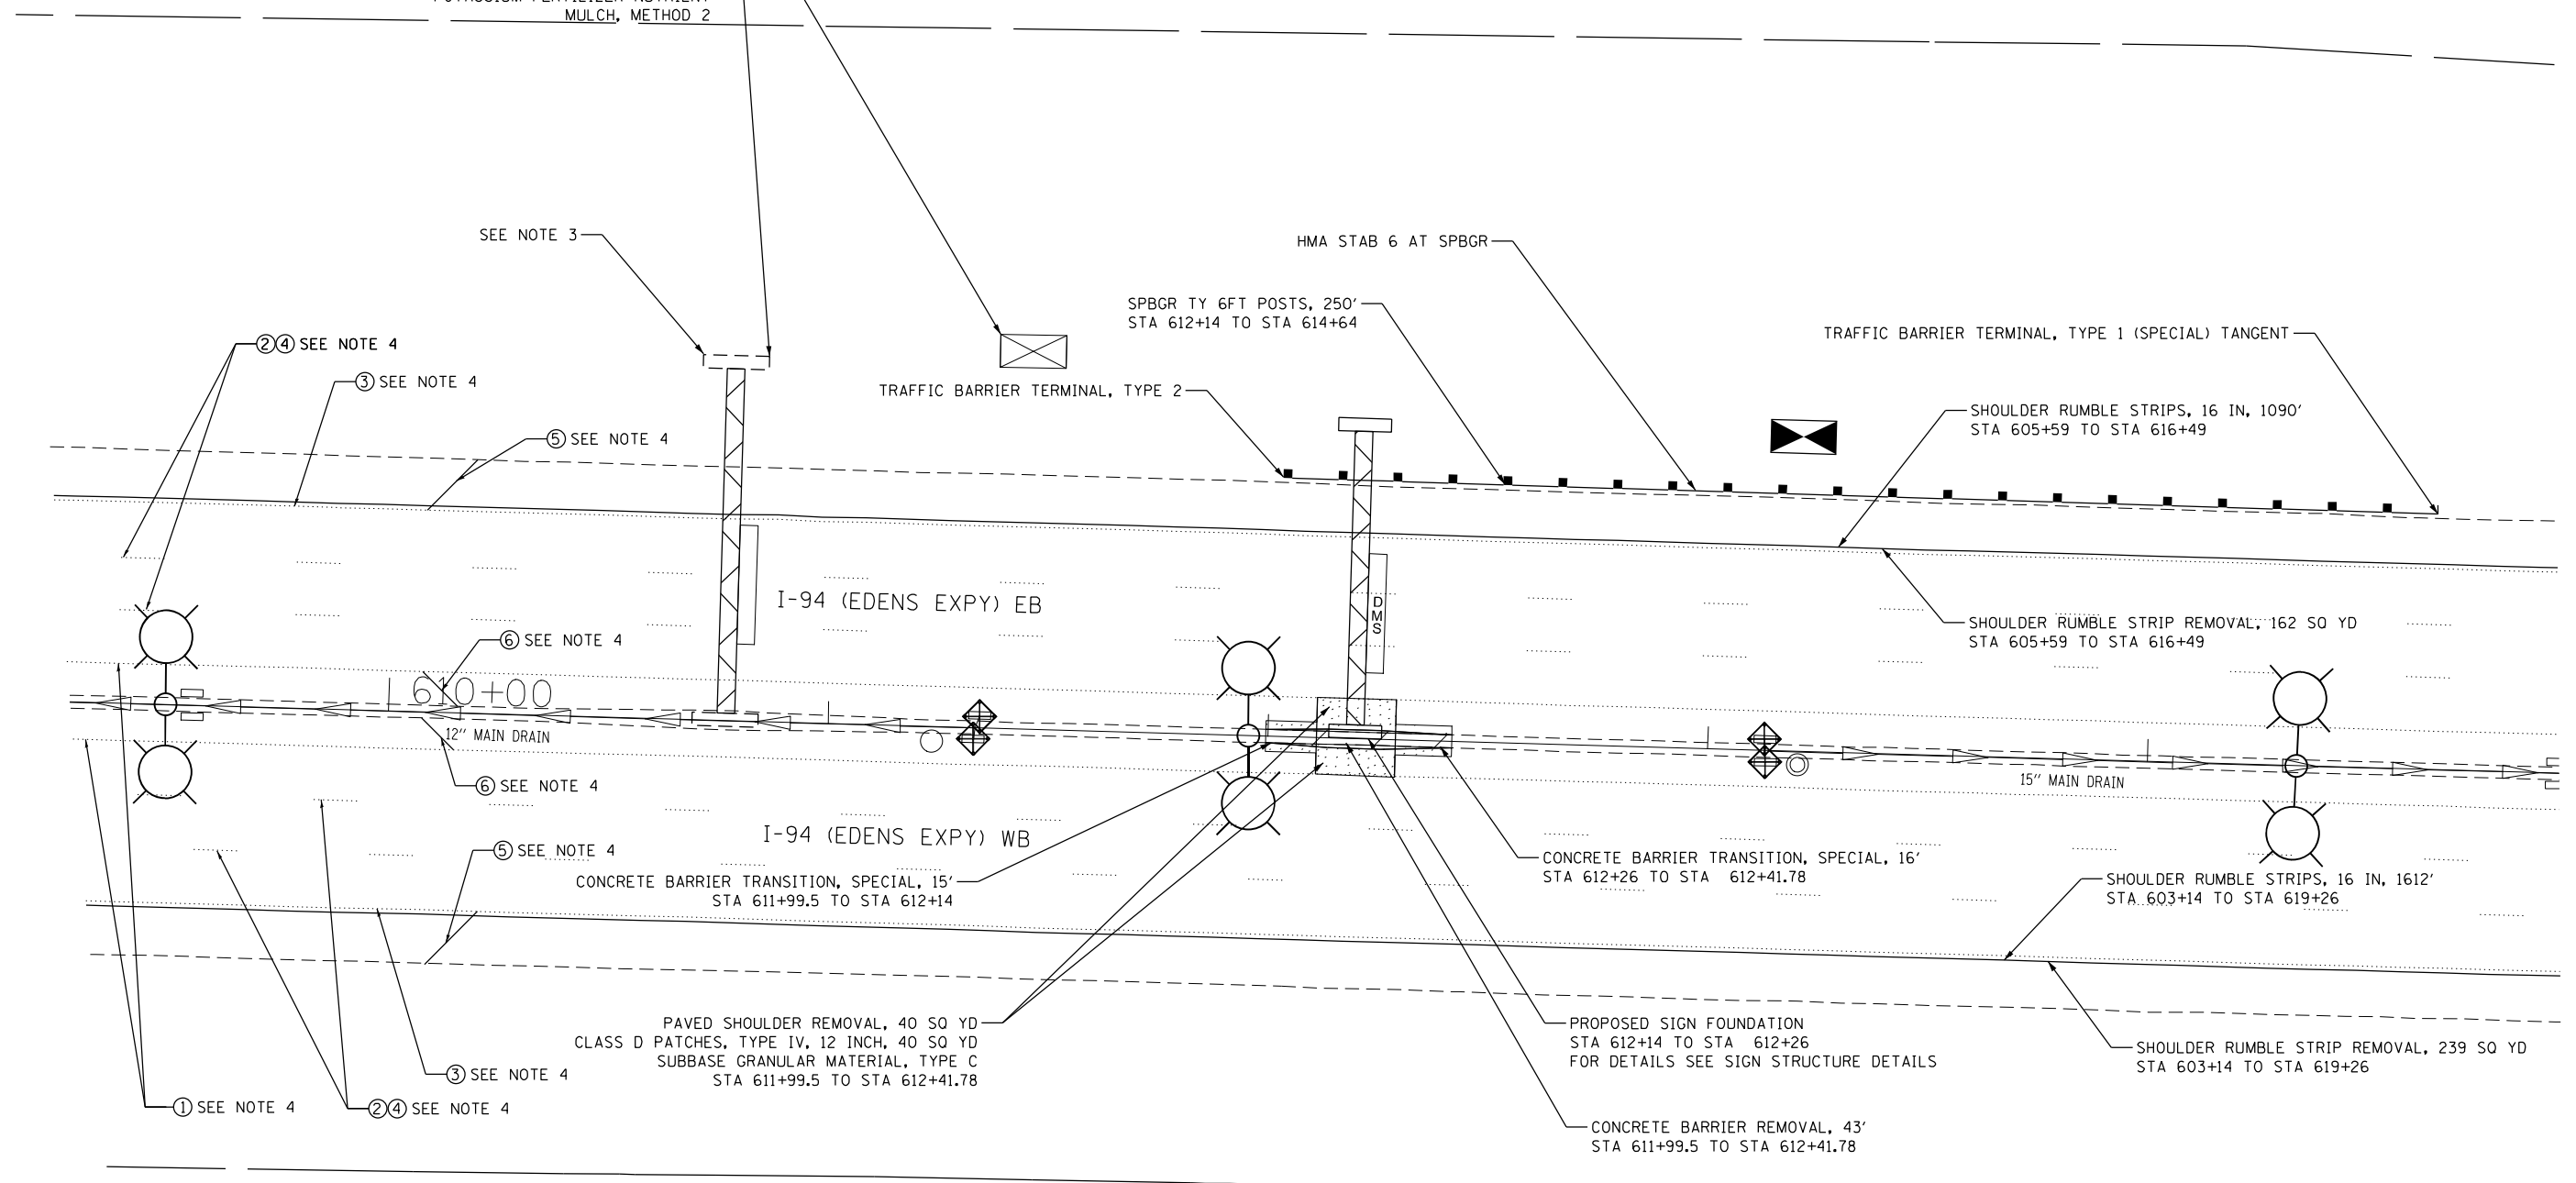 MULCH, METHOD 2
SEE NOTE 3
HMA STAB 6 AT SPBGR
SPBGR TY 6FT POSTS, 250'
STA 612+14 TO STA 614+64
TRAFFIC BARRIER TERMINAL, TYPE 1 (SPECIAL) TANGENT
2 4 SEE NOTE 4
3 SEE NOTE 4
TRAFFIC BARRIER TERMINAL, TYPE 2
SHOULDER RUMBLE STRIPS, 16 IN, 1090'
STA 605+59 TO STA 616+49
5 SEE NOTE 4
I-94 (EDENS EXPY) EB
DMS
SHOULDER RUMBLE STRIP REMOVAL, 162 SQ YD
STA 605+59 TO STA 616+49
6 SEE NOTE 4
610+00
12" MAIN DRAIN
15" MAIN DRAIN
6 SEE NOTE 4
I-94 (EDENS EXPY) WB
5 SEE NOTE 4
CONCRETE BARRIER TRANSITION, SPECIAL, 15'
STA 611+99.5 TO STA 612+14
CONCRETE BARRIER TRANSITION, SPECIAL, 16'
STA 612+26 TO STA 612+41.78
SHOULDER RUMBLE STRIPS, 16 IN, 1612'
STA 603+14 TO STA 619+26
PAVED SHOULDER REMOVAL, 40 SQ YD
CLASS D PATCHES, TYPE IV, 12 INCH, 40 SQ YD
SUBBASE GRANULAR MATERIAL, TYPE C
STA 611+99.5 TO STA 612+41.78
PROPOSED SIGN FOUNDATION
STA 612+14 TO STA 612+26
FOR DETAILS SEE SIGN STRUCTURE DETAILS
SHOULDER RUMBLE STRIP REMOVAL, 239 SQ YD
STA 603+14 TO STA 619+26
3 SEE NOTE 4
1 SEE NOTE 4
2 4 SEE NOTE 4
CONCRETE BARRIER REMOVAL, 43'
STA 611+99.5 TO STA 612+41.78